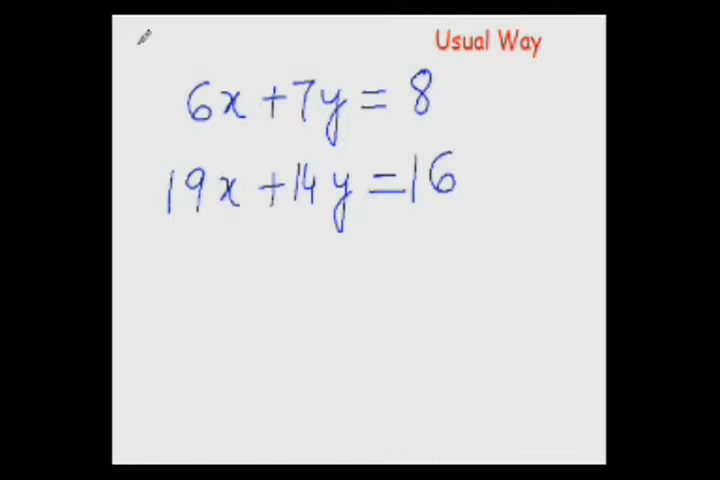 Usual Way
6x + 7y = 8
19x + 14y = 16